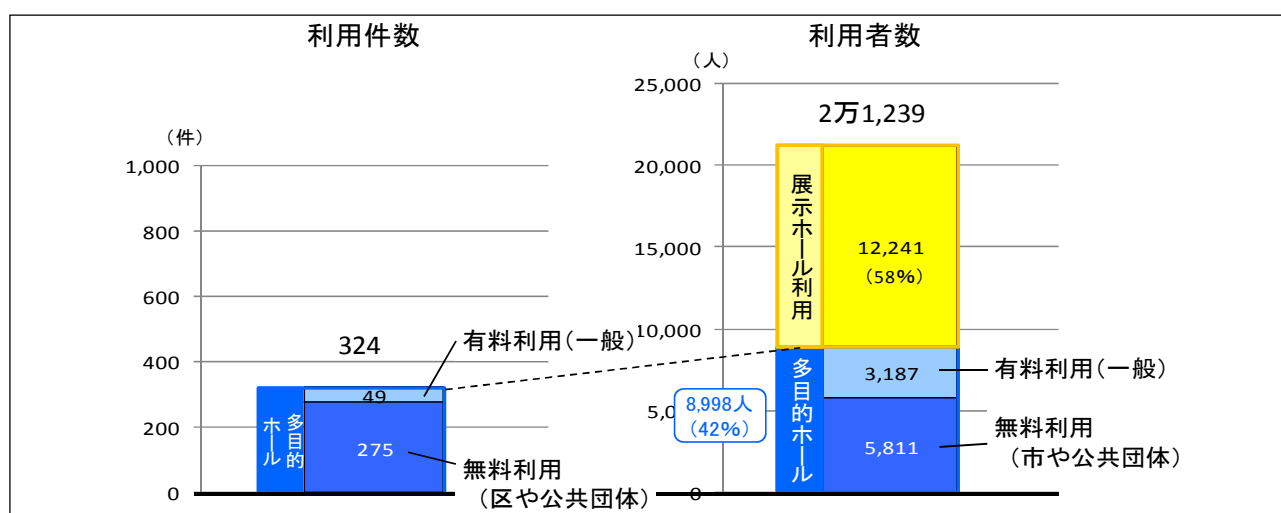 利用件数
(件)
1,000
800
600
400
200
0
324
49
275
多目的
ホール
有料利用(一般)
無料利用
(区や公共団体)
利用者数
(人)
25,000
20,000
15,000
10,000
5,0
0
2万1,239
展示ホール利用
12,241
(58%)
多目的ホール
3,187
5,811
8,998人
(42%)
有料利用(一般)
無料利用
(市や公共団体)